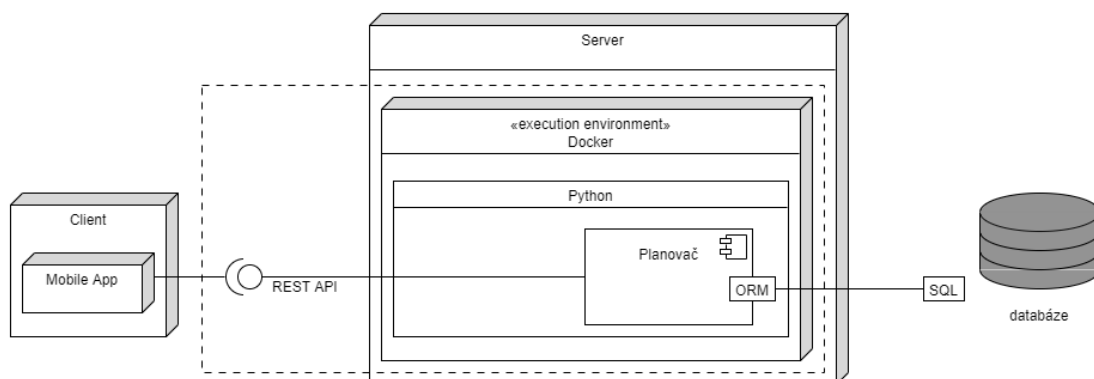 Server
«execution environment»
Docker
Python
Client
Planovač
Mobile App
REST API
ORM
SQL
databáze